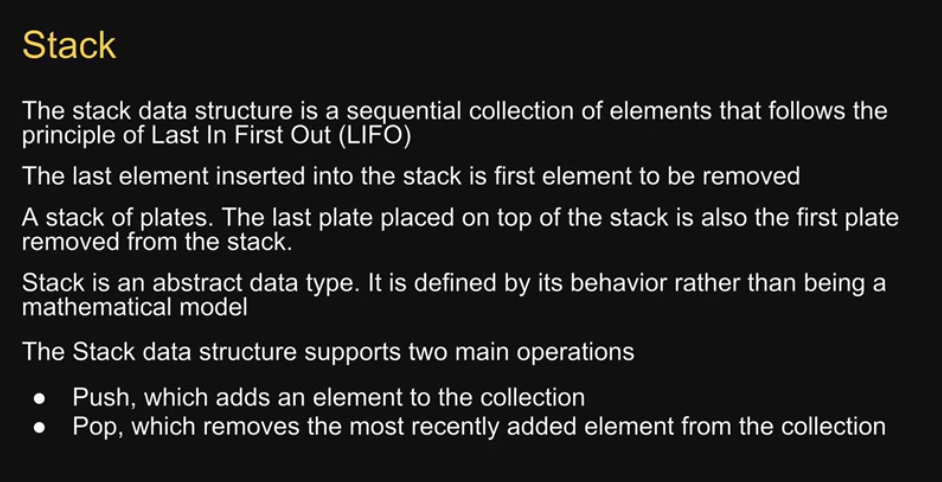 Stack
The stack data structure is a sequential collection of elements that follows the
principle of Last In First Out (LIFO)
The last element inserted into the stack is first element to be removed
A stack of plates. The last plate placed on top of the stack is also the first plate
removed from the stack.
Stack is an abstract data type. It is defined by its behavior rather than being a
mathematical model
The Stack data structure supports two main operations
● Push, which adds an element to the collection
● Pop, which removes the most recently added element from the collection